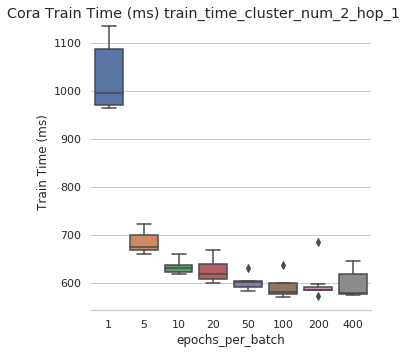 Cora Train Time (ms) train_time_cluster_num_2_hop_1
1100
1000
900
800
700
600
Train Time (ms)
1 5 10 20 50 100 200 400
epochs_per_batch